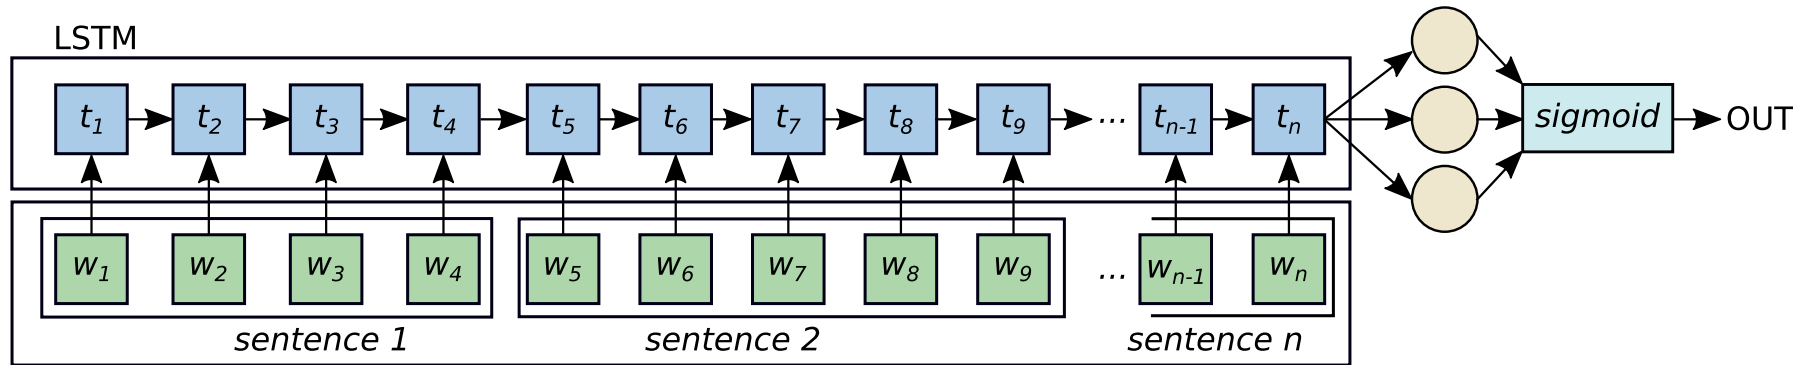 LSTM
t1 t2 t3 t4 t5 t6 t7 t8 t9 ... tn-1 tn sigmoid OUT
w1 w2 w3 w4 w5 w6 w7 w8 w9 ... wn-1 wn
sentence 1 sentence 2 sentence n